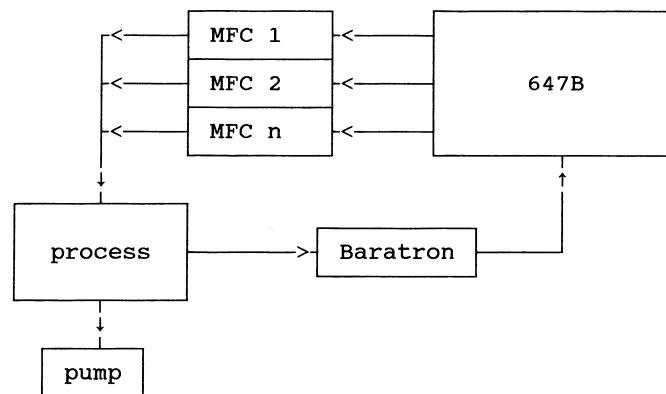 MFC 1
MFC 2
647B
MFC n
process
Baratron
pump